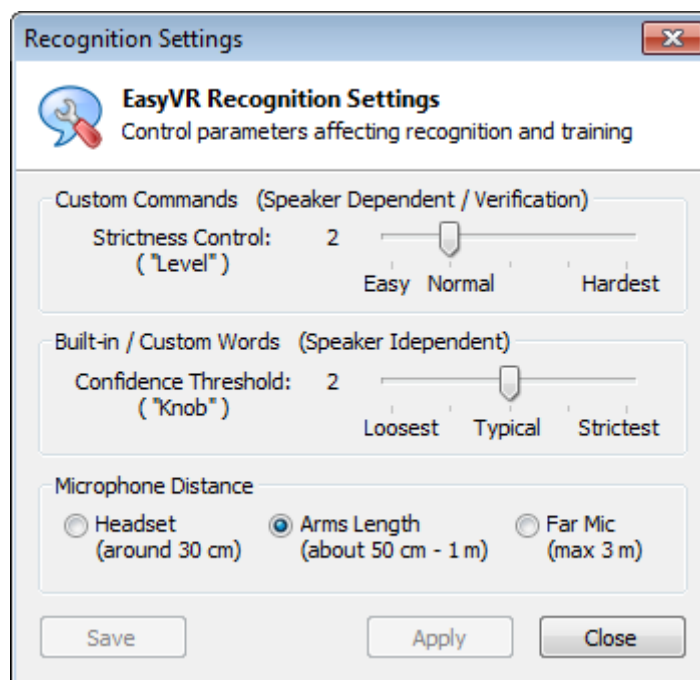 Recognition Settings
EasyVR Recognition Settings
Control parameters affecting recognition and training
Custom Commands (Speaker Dependent / Verification)
Strictness Control: 2
( "Level" )
Easy Normal Hardest
Built-in / Custom Words (Speaker Idependent)
Confidence Threshold: 2
( "Knob" )
Loosest Typical Strictest
Microphone Distance
Headset Arms Length Far Mic
(around 30 cm) (about 50 cm - 1 m) (max 3 m)
Save Apply Close